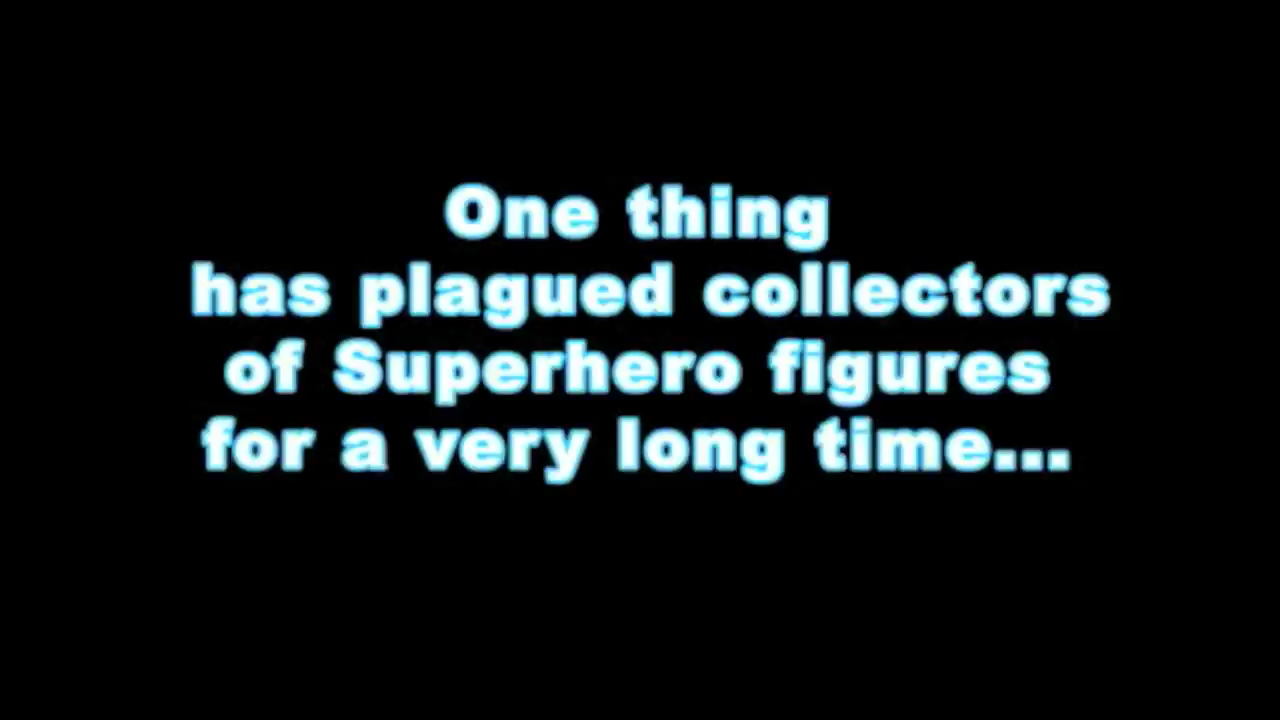 One thing
has plagued collectors
of Superhero figures
for a very long time...